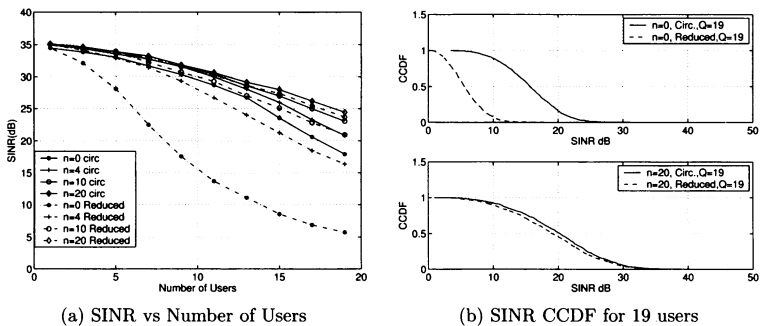 40
35
30
25
20
15
10
5
0
SINR(dB)
n=0 circ
n=4 circ
n=10 circ
n=20 circ
n=0 Reduced
n=4 Reduced
n=10 Reduced
n=20 Reduced
0 5 10 15 20
Number of Users
(a) SINR vs Number of Users
1.5
1
0.5
0
CCDF
n=0, Circ.,Q=19
n=0, Reduced,Q=19
0 10 20 30 40 50
SINR dB
1.5
1
0.5
0
CCDF
n=20, Circ.,Q=19
n=20, Reduced,Q=19
0 10 20 30 40 50
SINR dB
(b) SINR CCDF for 19 users